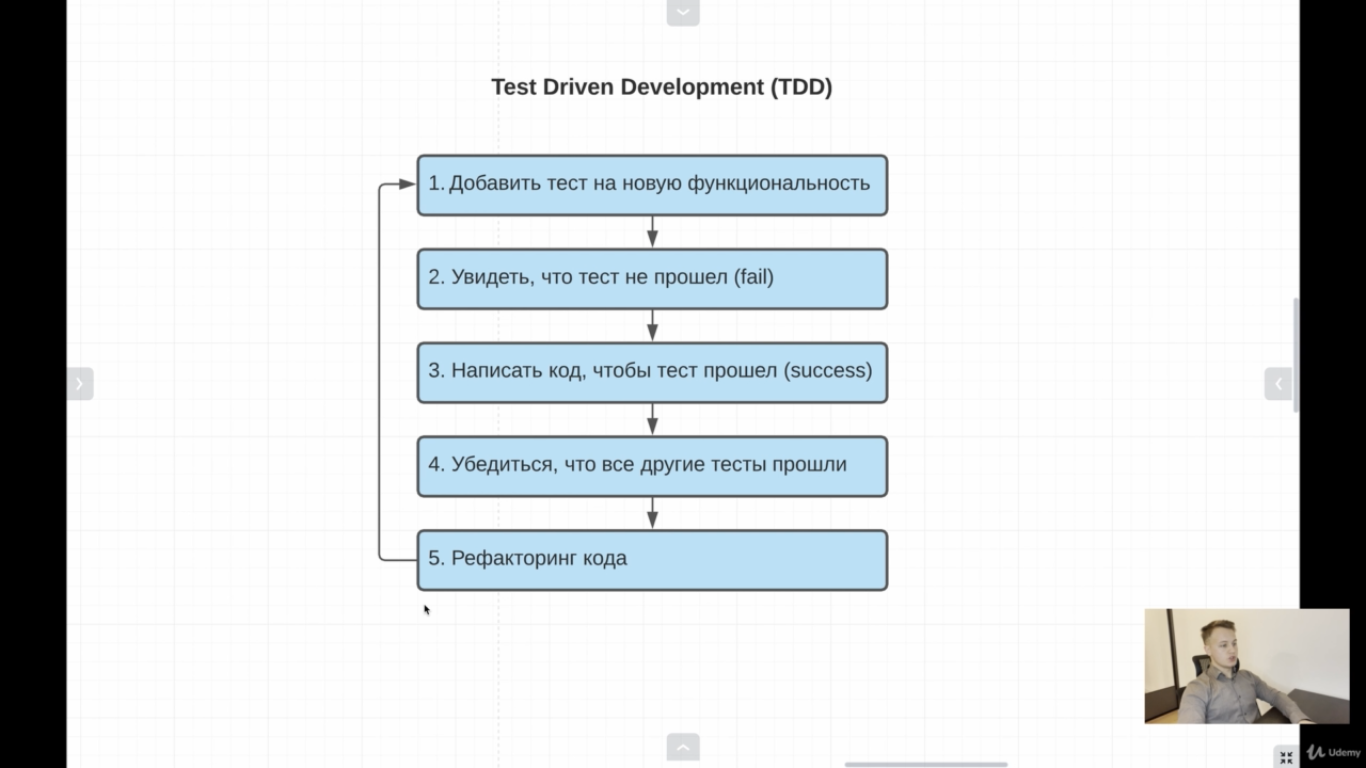 Test Driven Development (TDD)
1. Добавить тест на новую функциональность
2. Увидеть, что тест не прошел (fail)
3. Написать код, чтобы тест прошел (success)
4. Убедиться, что все другие тесты прошли
5. Рефакторинг кода
Udemy